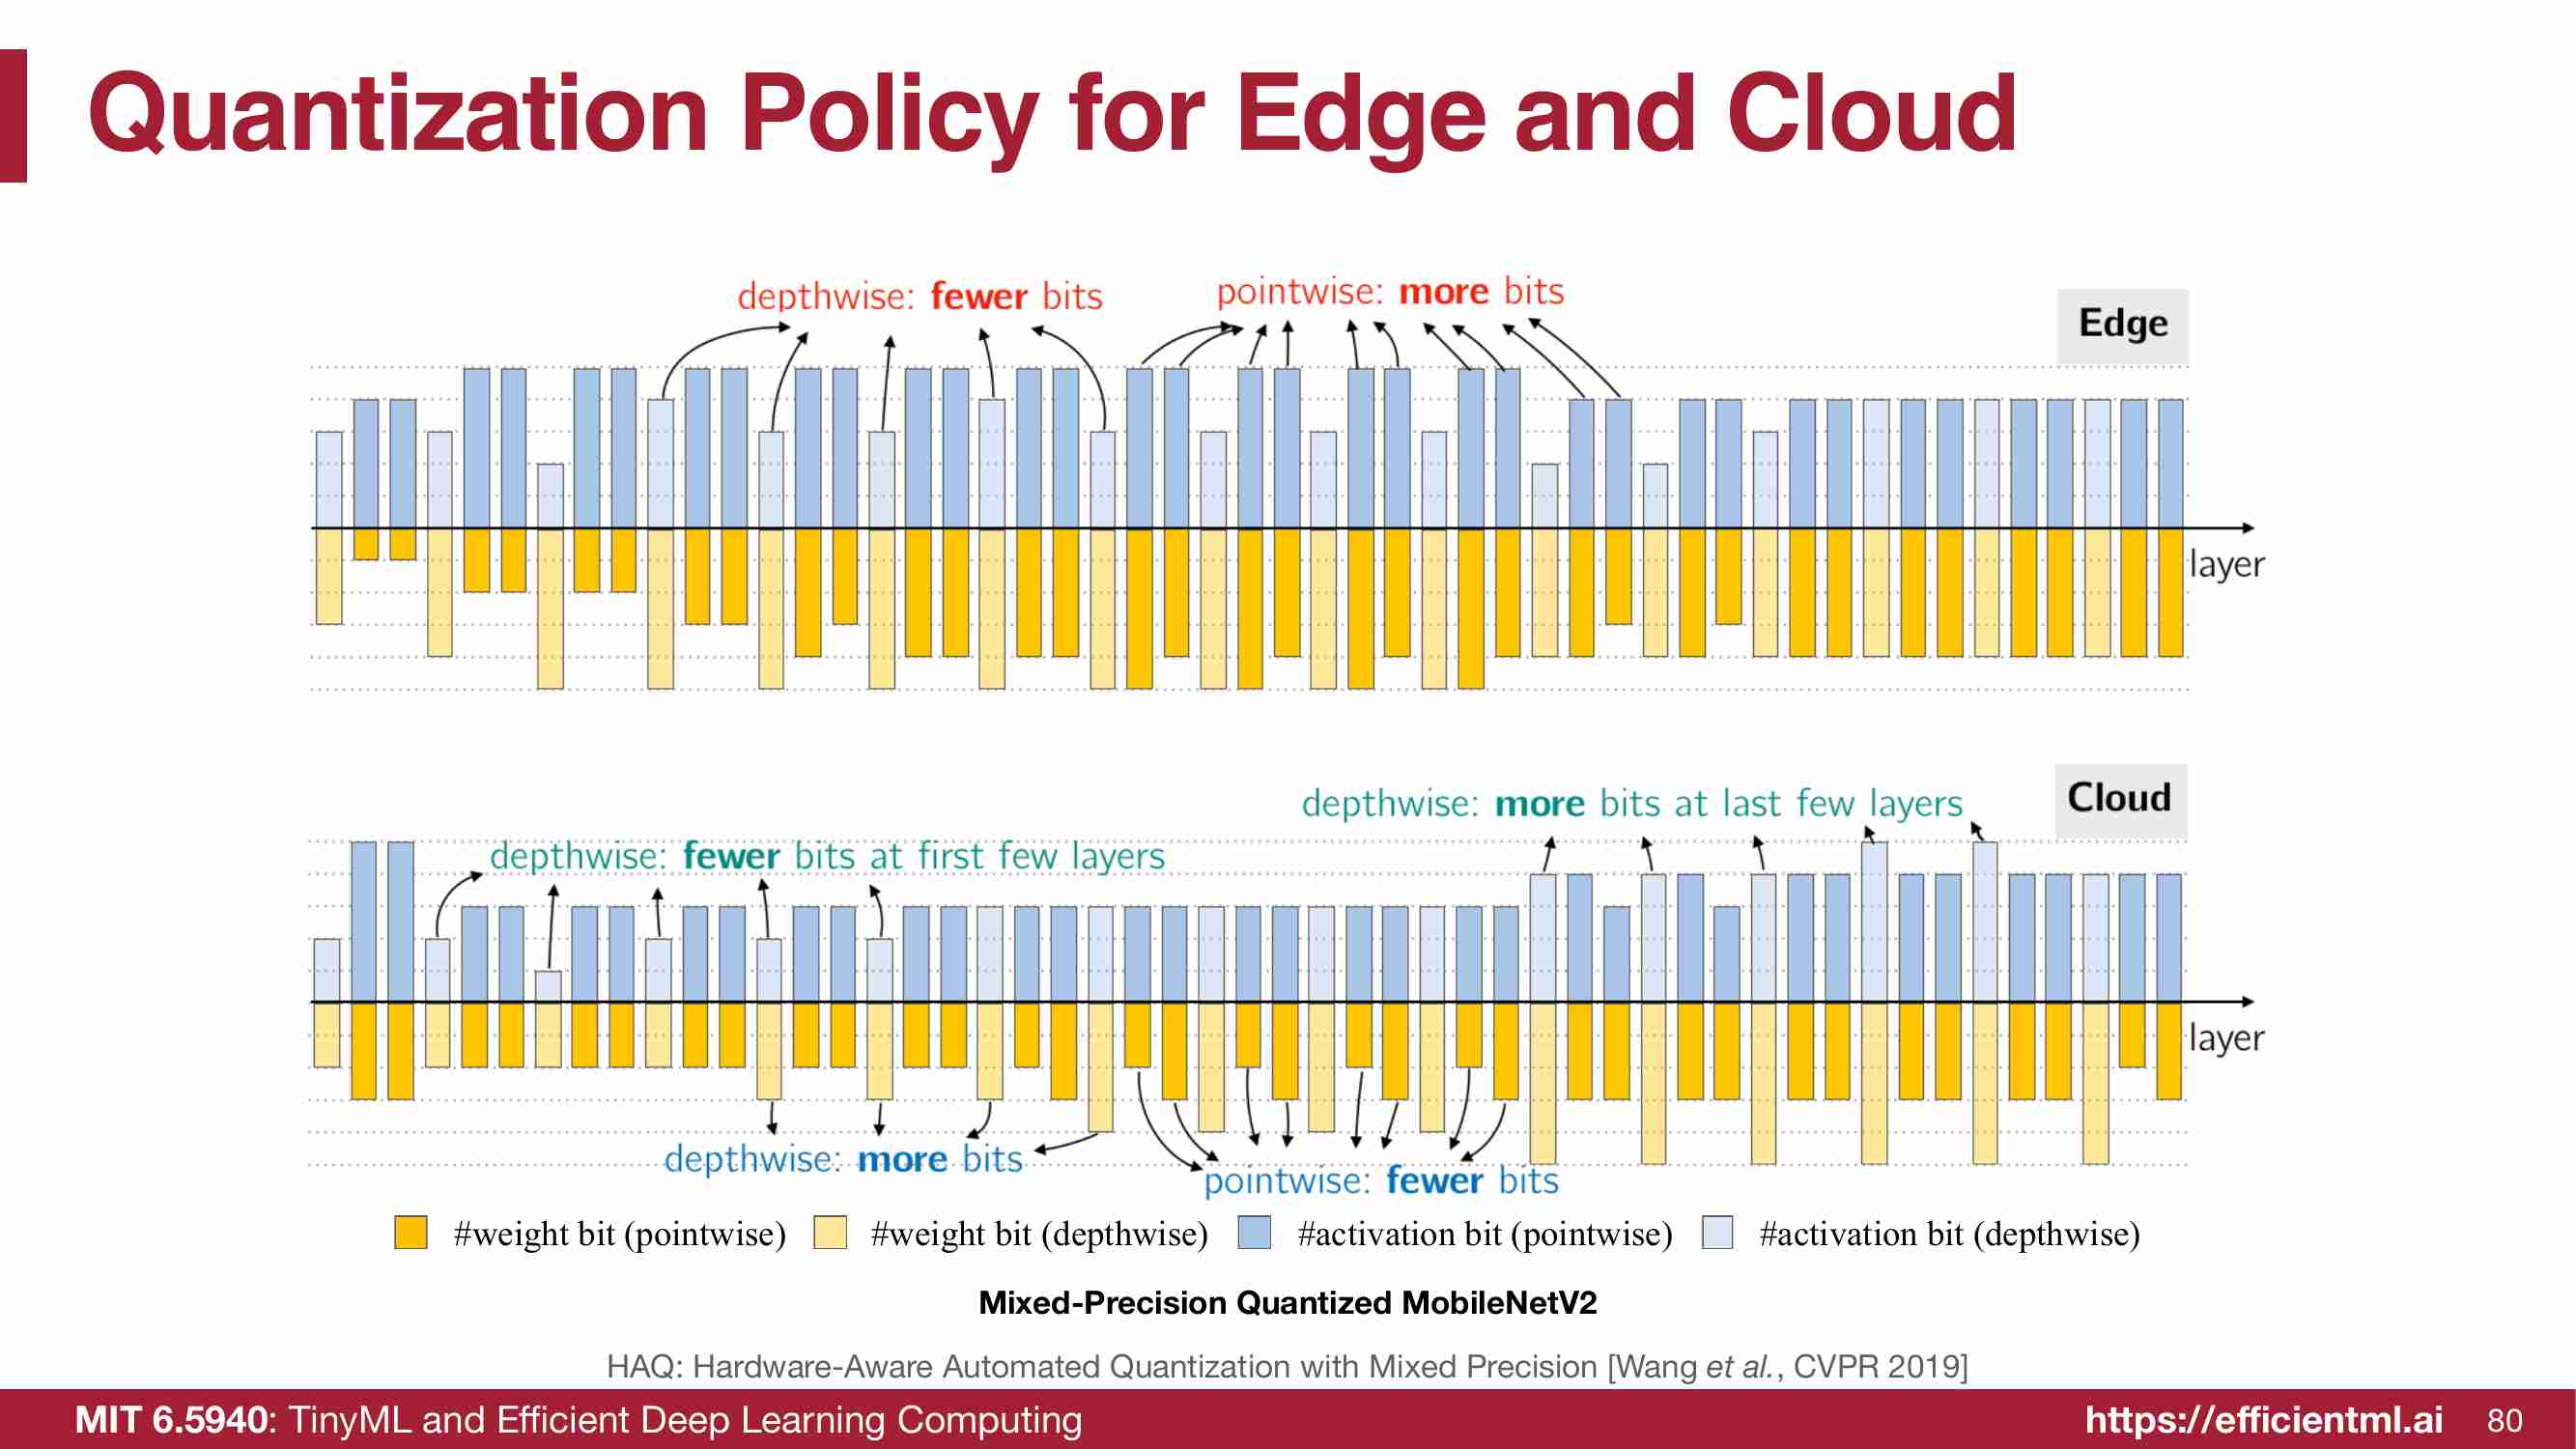 Quantization Policy for Edge and Cloud
depthwise: fewer bits
pointwise: more bits
Edge
layer
depthwise: more bits at last few layers
Cloud
depthwise: fewer bits at first few layers
layer
depthwise: more bits
pointwise: fewer bits
#weight bit (pointwise) #weight bit (depthwise) #activation bit (pointwise) #activation bit (depthwise)
Mixed-Precision Quantized MobileNetV2
HAQ: Hardware-Aware Automated Quantization with Mixed Precision [Wang et al., CVPR 2019]
MIT 6.5940: TinyML and Efficient Deep Learning Computing https://efficientml.ai 80